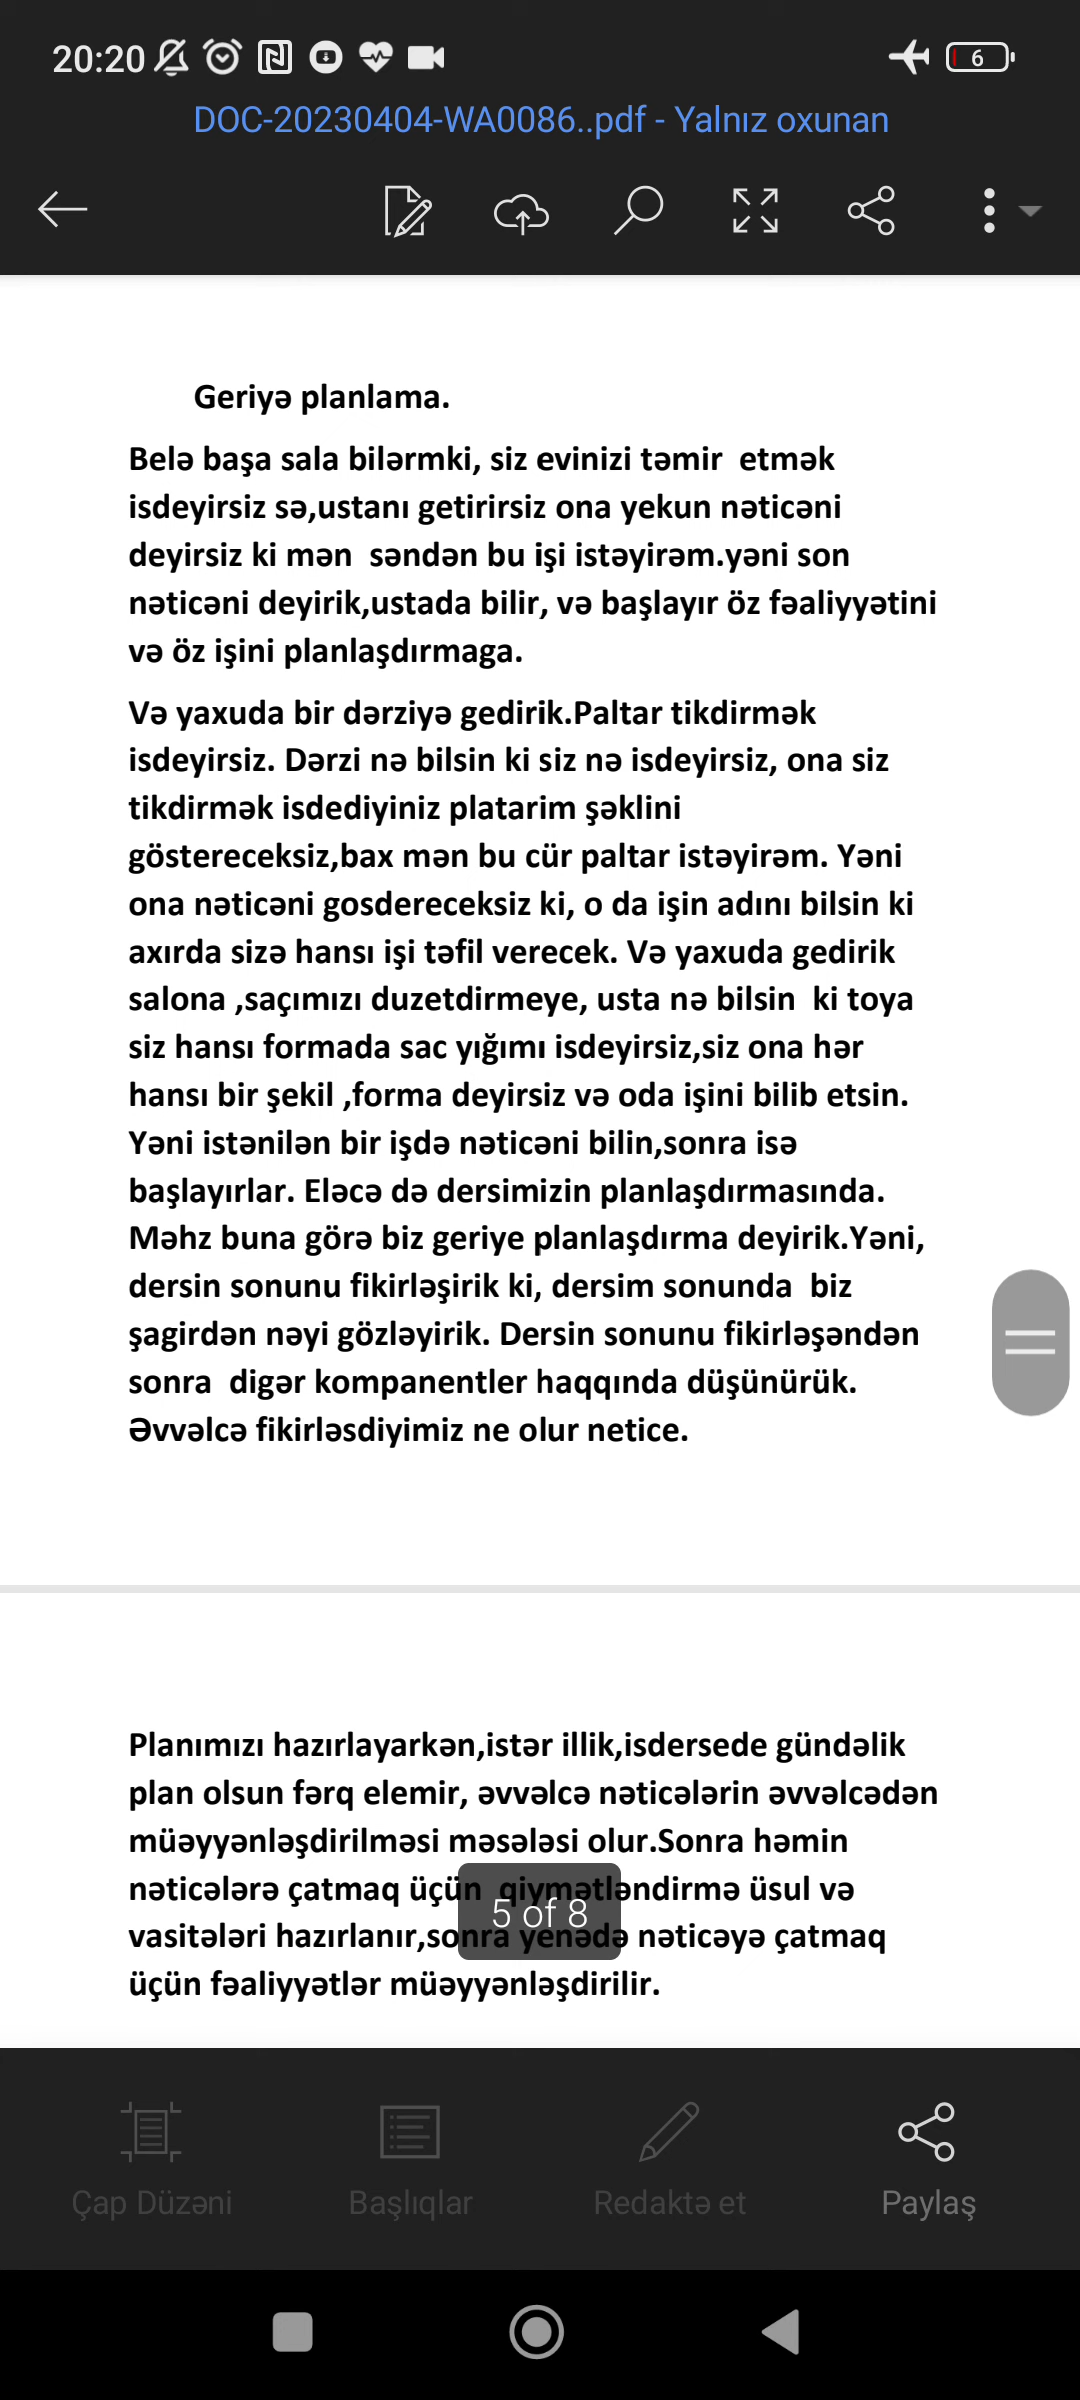 20:20
6
DOC-20230404-WA0086..pdf - Yalnız oxunan
Geriyə planlama.
Belə başa sala bilərmki, siz evinizi təmir  etmək
isdeyirsiz sə,ustanı getirirsiz ona yekun nəticəni
deyirsiz ki mən  səndən bu işi istəyirəm.yəni son
nəticəni deyirik,ustada bilir, və başlayır öz fəaliyyətini
və öz işini planlaşdırmaga.
Və yaxuda bir dərziyə gedirik.Paltar tikdirmək
isdeyirsiz. Dərzi nə bilsin ki siz nə isdeyirsiz, ona siz
tikdirmək isdediyiniz platarim şəklini
göstereceksiz,bax mən bu cür paltar istəyirəm. Yəni
ona nəticəni gosdereceksiz ki, o da işin adını bilsin ki
axırda sizə hansı işi təfil verecek. Və yaxuda gedirik
salona ,saçımızı duzetdirmeye, usta nə bilsin  ki toya
siz hansı formada sac yığımı isdeyirsiz,siz ona hər
hansı bir şekil ,forma deyirsiz və oda işini bilib etsin.
Yəni istənilən bir işdə nəticəni bilin,sonra isə
başlayırlar. Eləcə də dersimizin planlaşdırmasında.
Məhz buna görə biz geriye planlaşdırma deyirik.Yəni,
dersin sonunu fikirləşirik ki, dersim sonunda  biz
şagirdən nəyi gözləyirik. Dersin sonunu fikirləşəndən
sonra  digər kompanentler haqqında düşünürük.
Əvvəlcə fikirləsdiyimiz ne olur netice.
Planımızı hazırlayarkən,istər illik,isdersede gündəlik
plan olsun fərq elemir, əvvəlcə nəticələrin əvvəlcədən
müəyyənləşdirilməsi məsələsi olur.Sonra həmin
nəticələrə çatmaq üçün  qiymətləndirmə üsul və
5 of 8
vasitələri hazırlanır,sonra yenədə nəticəyə çatmaq
üçün fəaliyyətlər müəyyənləşdirilir.
Çap Düzəni
Başlıqlar
Redaktə et
Paylaş